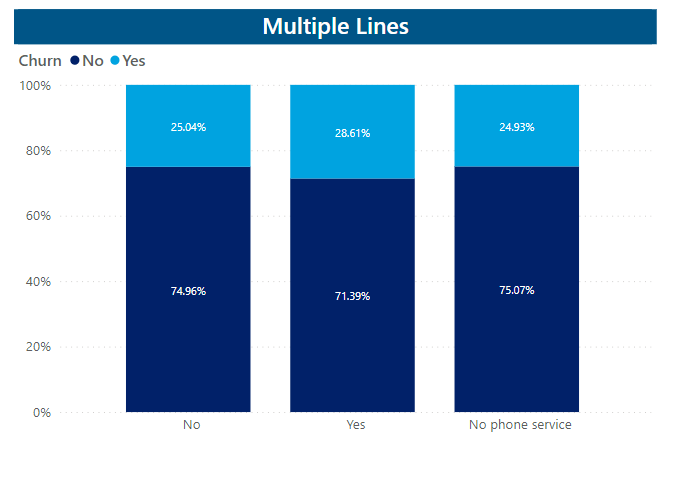 Multiple Lines
Churn No Yes
100%
80%
60%
40%
20%
0%
25.04% 28.61% 24.93%
74.96% 71.39% 75.07%
No Yes No phone service